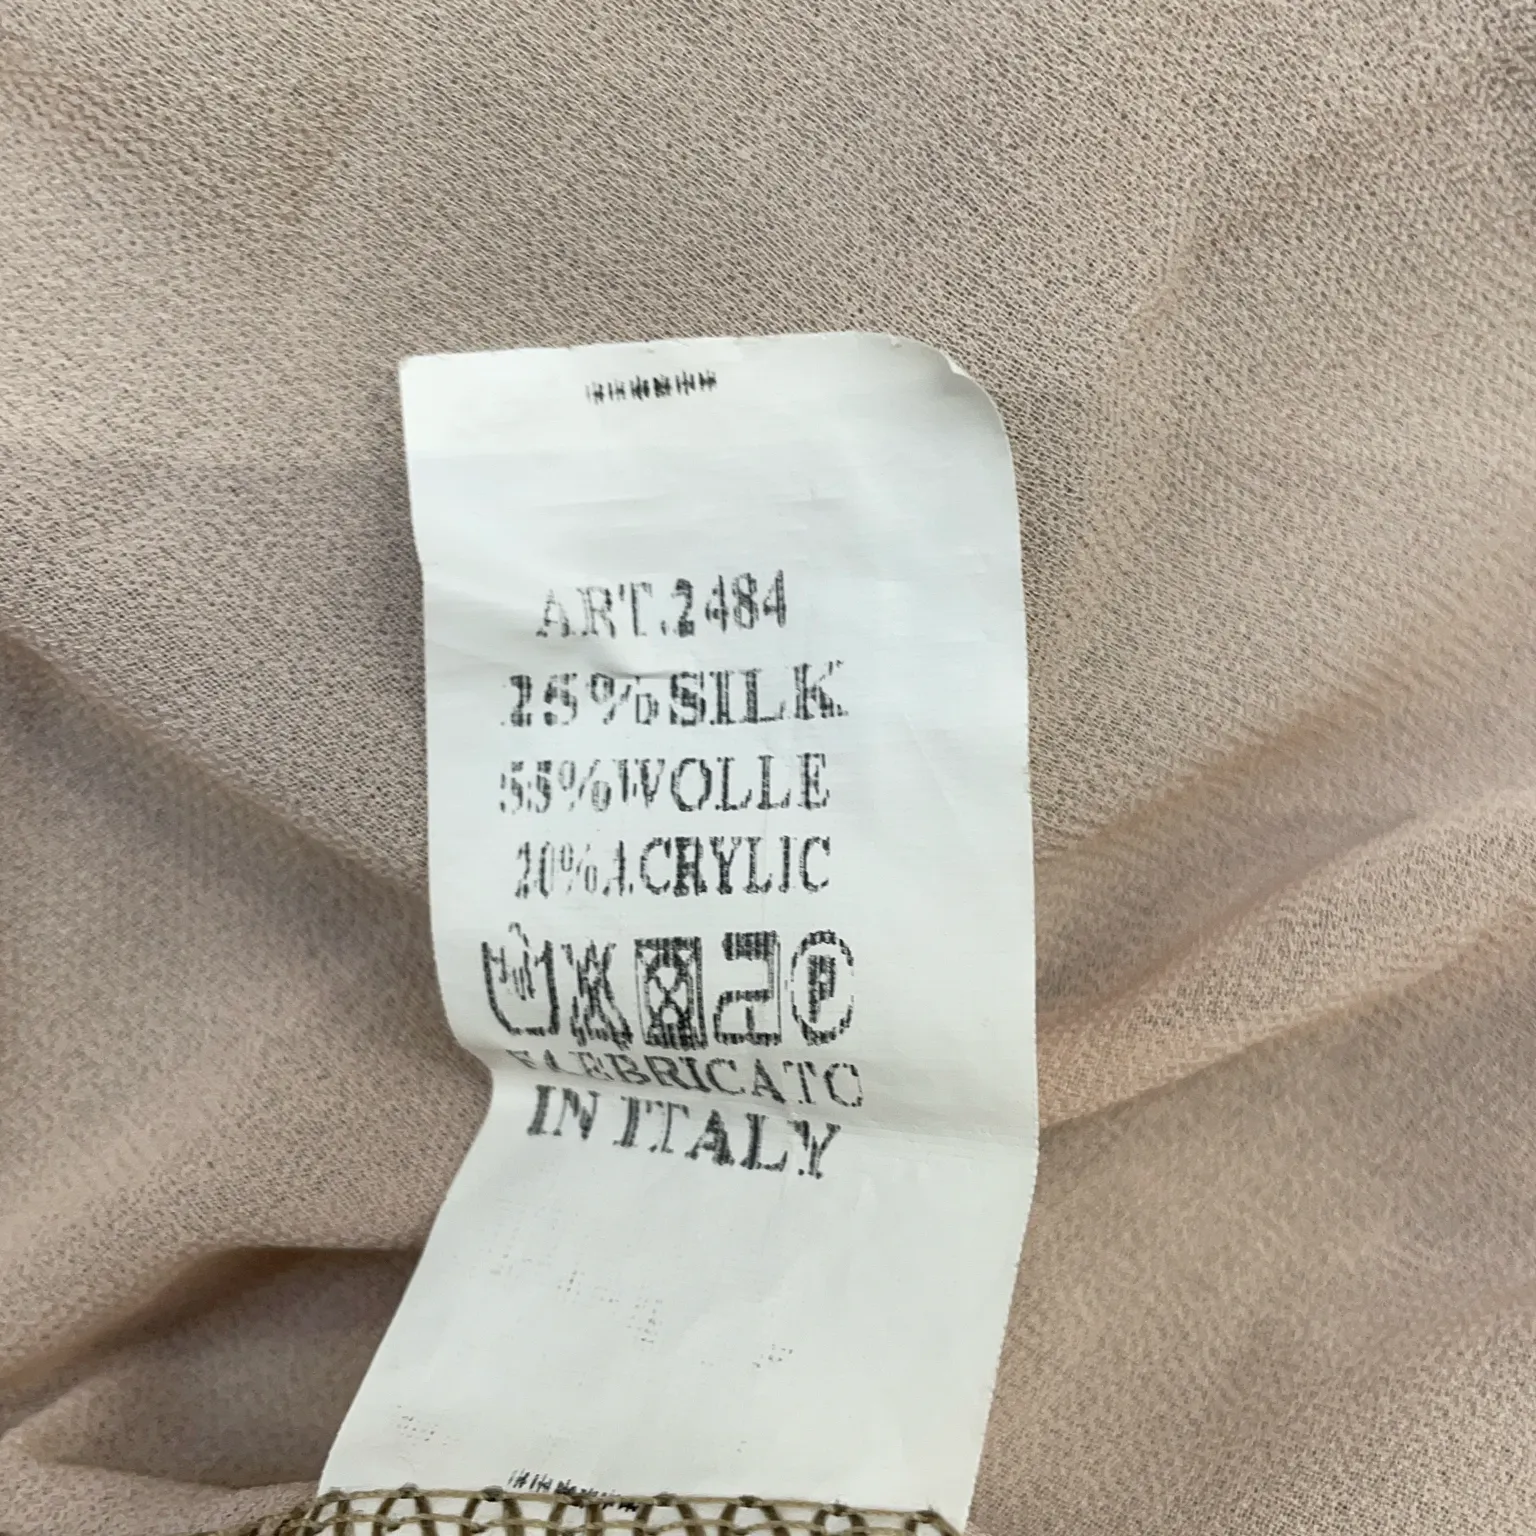 ART.2484
25%SILK
55%WOLLE
20%ACRYLIC
FABBRICATO
IN ITALY